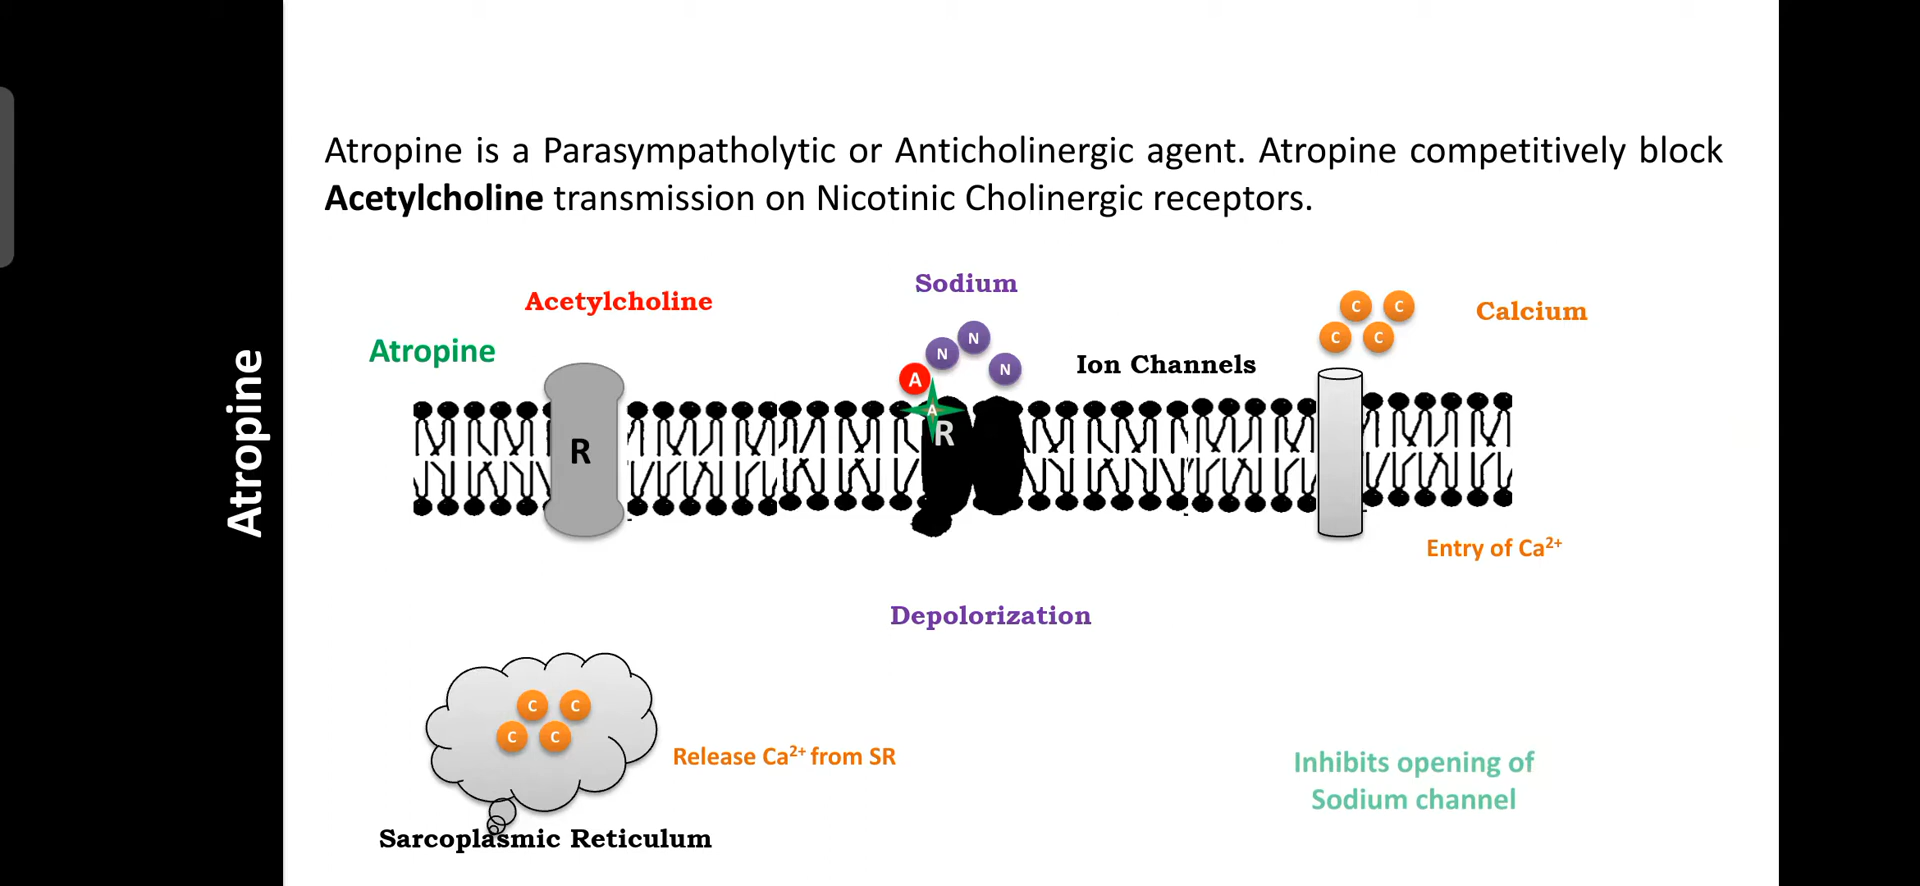 Atropine
Atropine is a Parasympatholytic or Anticholinergic agent. Atropine competitively block
Acetylcholine transmission on Nicotinic Cholinergic receptors.
Sodium
Acetylcholine
Calcium
Atropine
Ion Channels
C C
C C
N N N
A
A
R
R
Entry of Ca²⁺
Depolorization
C C
C C
Release Ca²⁺ from SR
Inhibits opening of
Sodium channel
Sarcoplasmic Reticulum